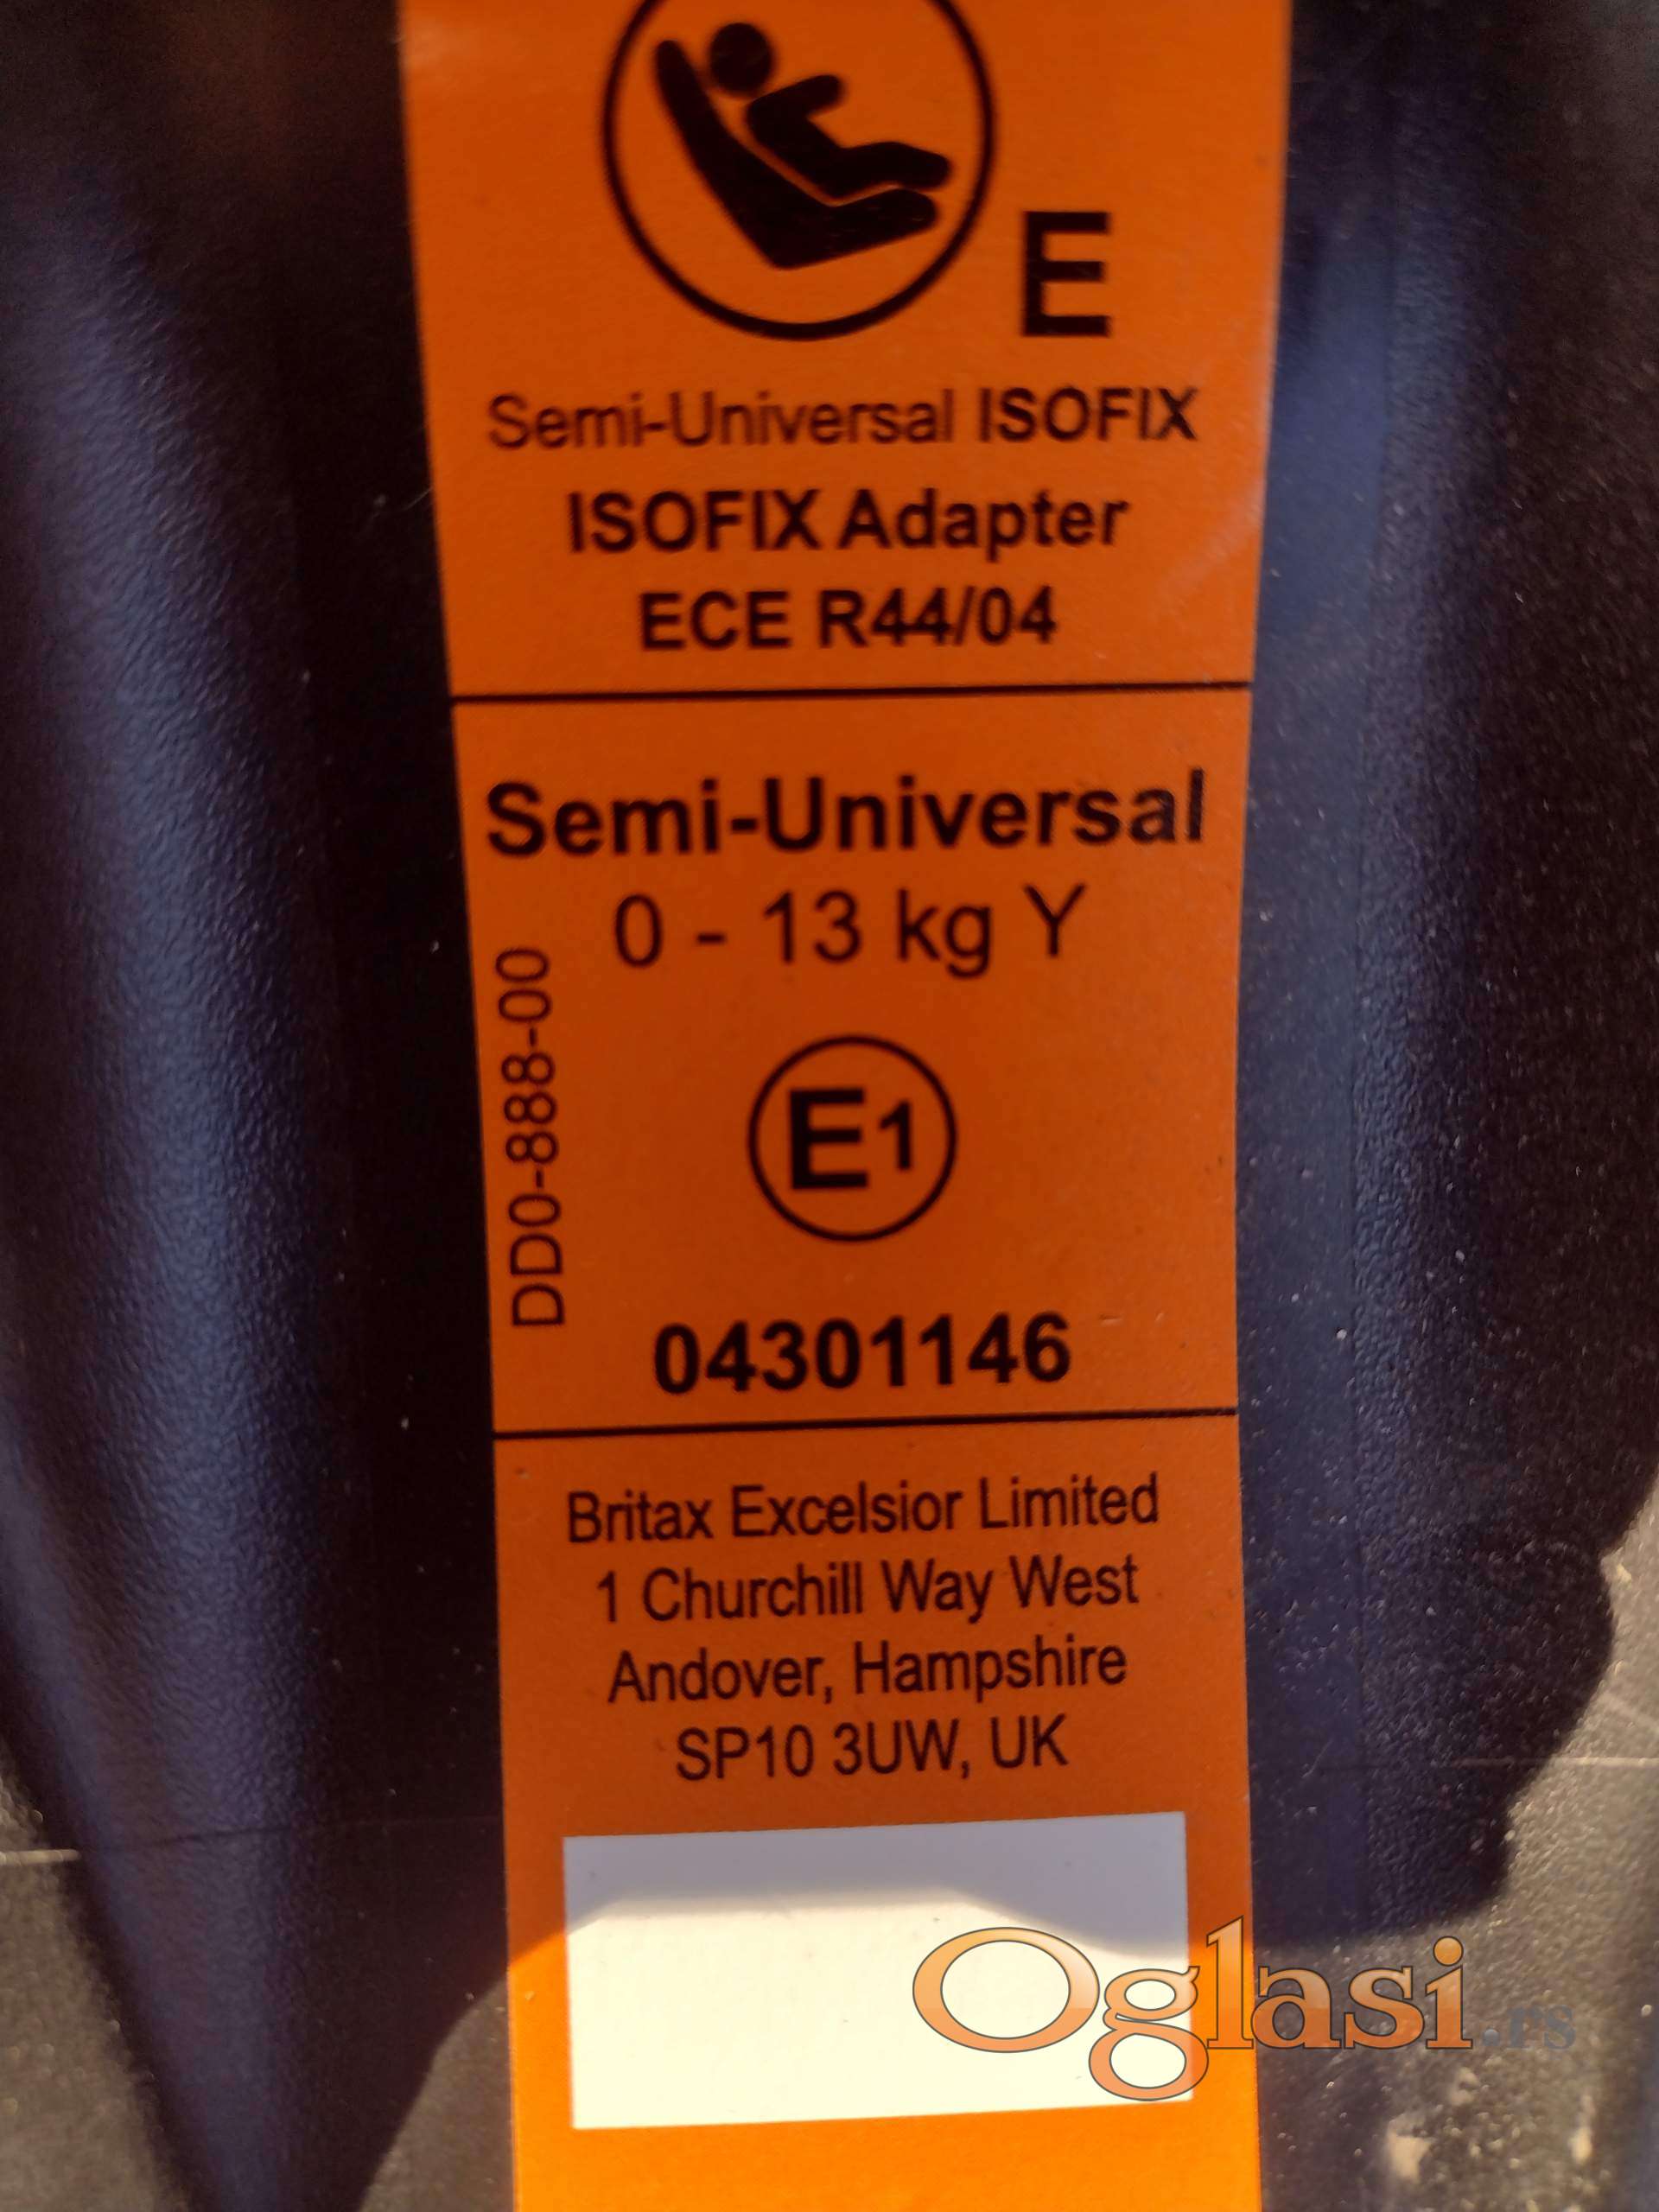 E
Semi-Universal ISOFIX
ISOFIX Adapter
ECE R44/04
Semi-Universal
0 - 13 kg Y
DD0-888-00
E1
04301146
Britax Excelsior Limited
1 Churchill Way West
Andover, Hampshire
SP10 3UW, UK
Oglasi.rs